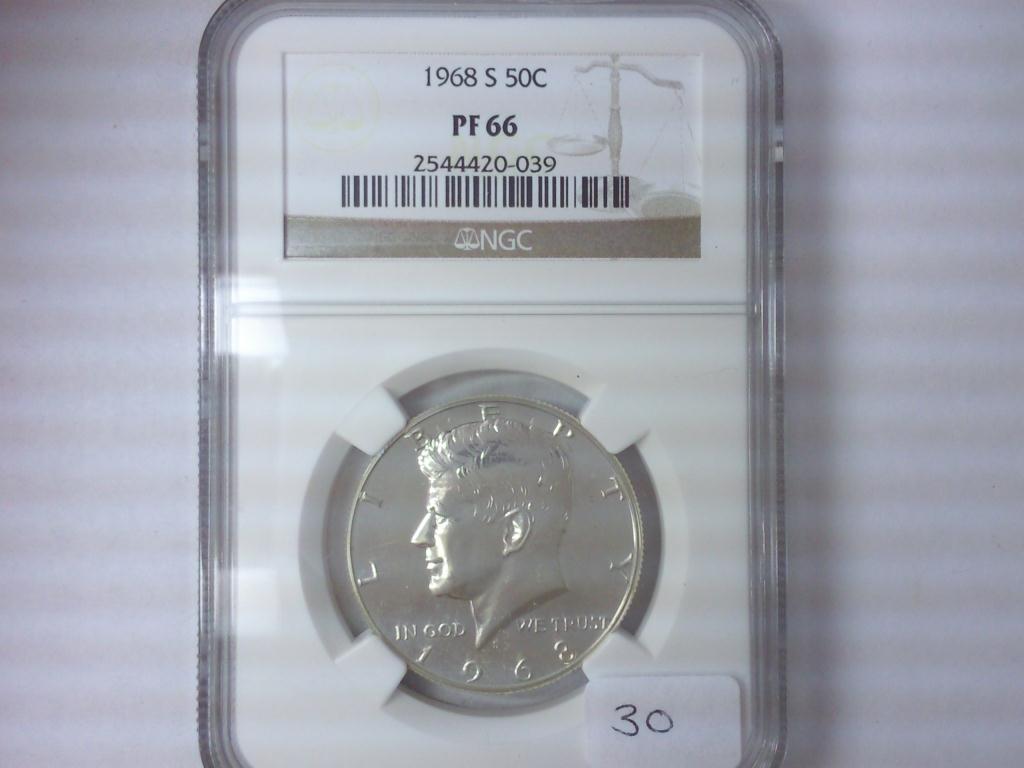 1968 S 50C
PF 66
2544420-039
NGC
LIBERTY
IN GOD WE TRUST
1968
30